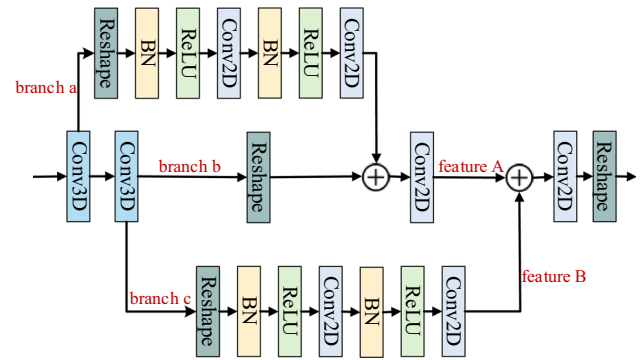 Reshape
BN
ReLU
Conv2D
BN
ReLU
Conv2D
branch a
Conv3D
Conv3D
branch b
Reshape
Conv2D
feature A
Conv2D
Reshape
branch c
Reshape
BN
ReLU
Conv2D
BN
ReLU
Conv2D
feature B